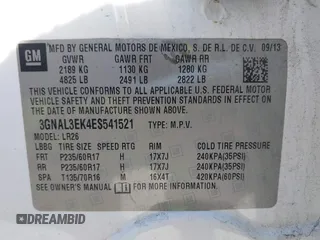 GM
MFD BY GENERAL MOTORS DE MEXICO, S. DE R.L. DE C.V. 09/13
GVWR GAWR FRT GAWR RR
2189 KG 1130 KG 1280 KG
4825 LB 2491 LB 2822 LB
THIS VEHICLE CONFORMS TO ALL APPLICABLE U.S. FEDERAL MOTOR VEHICLE SAFETY, BUMPER, AND THEFT PREVENTION STANDARDS IN EFFECT ON THE DATE OF MANUFACTURE SHOWN ABOVE.
3GNAL3EK4ES541521 TYPE: M.P.V.
MODEL: LR26
LBBG TIRE SIZE SPEED RTG RIM COLD TIRE PRESSURE
FRT P235/60R17 H 17X7J 240KPA(35PSI)
RR P235/60R17 H 17X7J 240KPA(35PSI)
SPA T135/70R16 M 16X4T 420KPA(60PSI)
SEE OWNER'S MANUAL FOR ADDITIONAL INFORMATION.